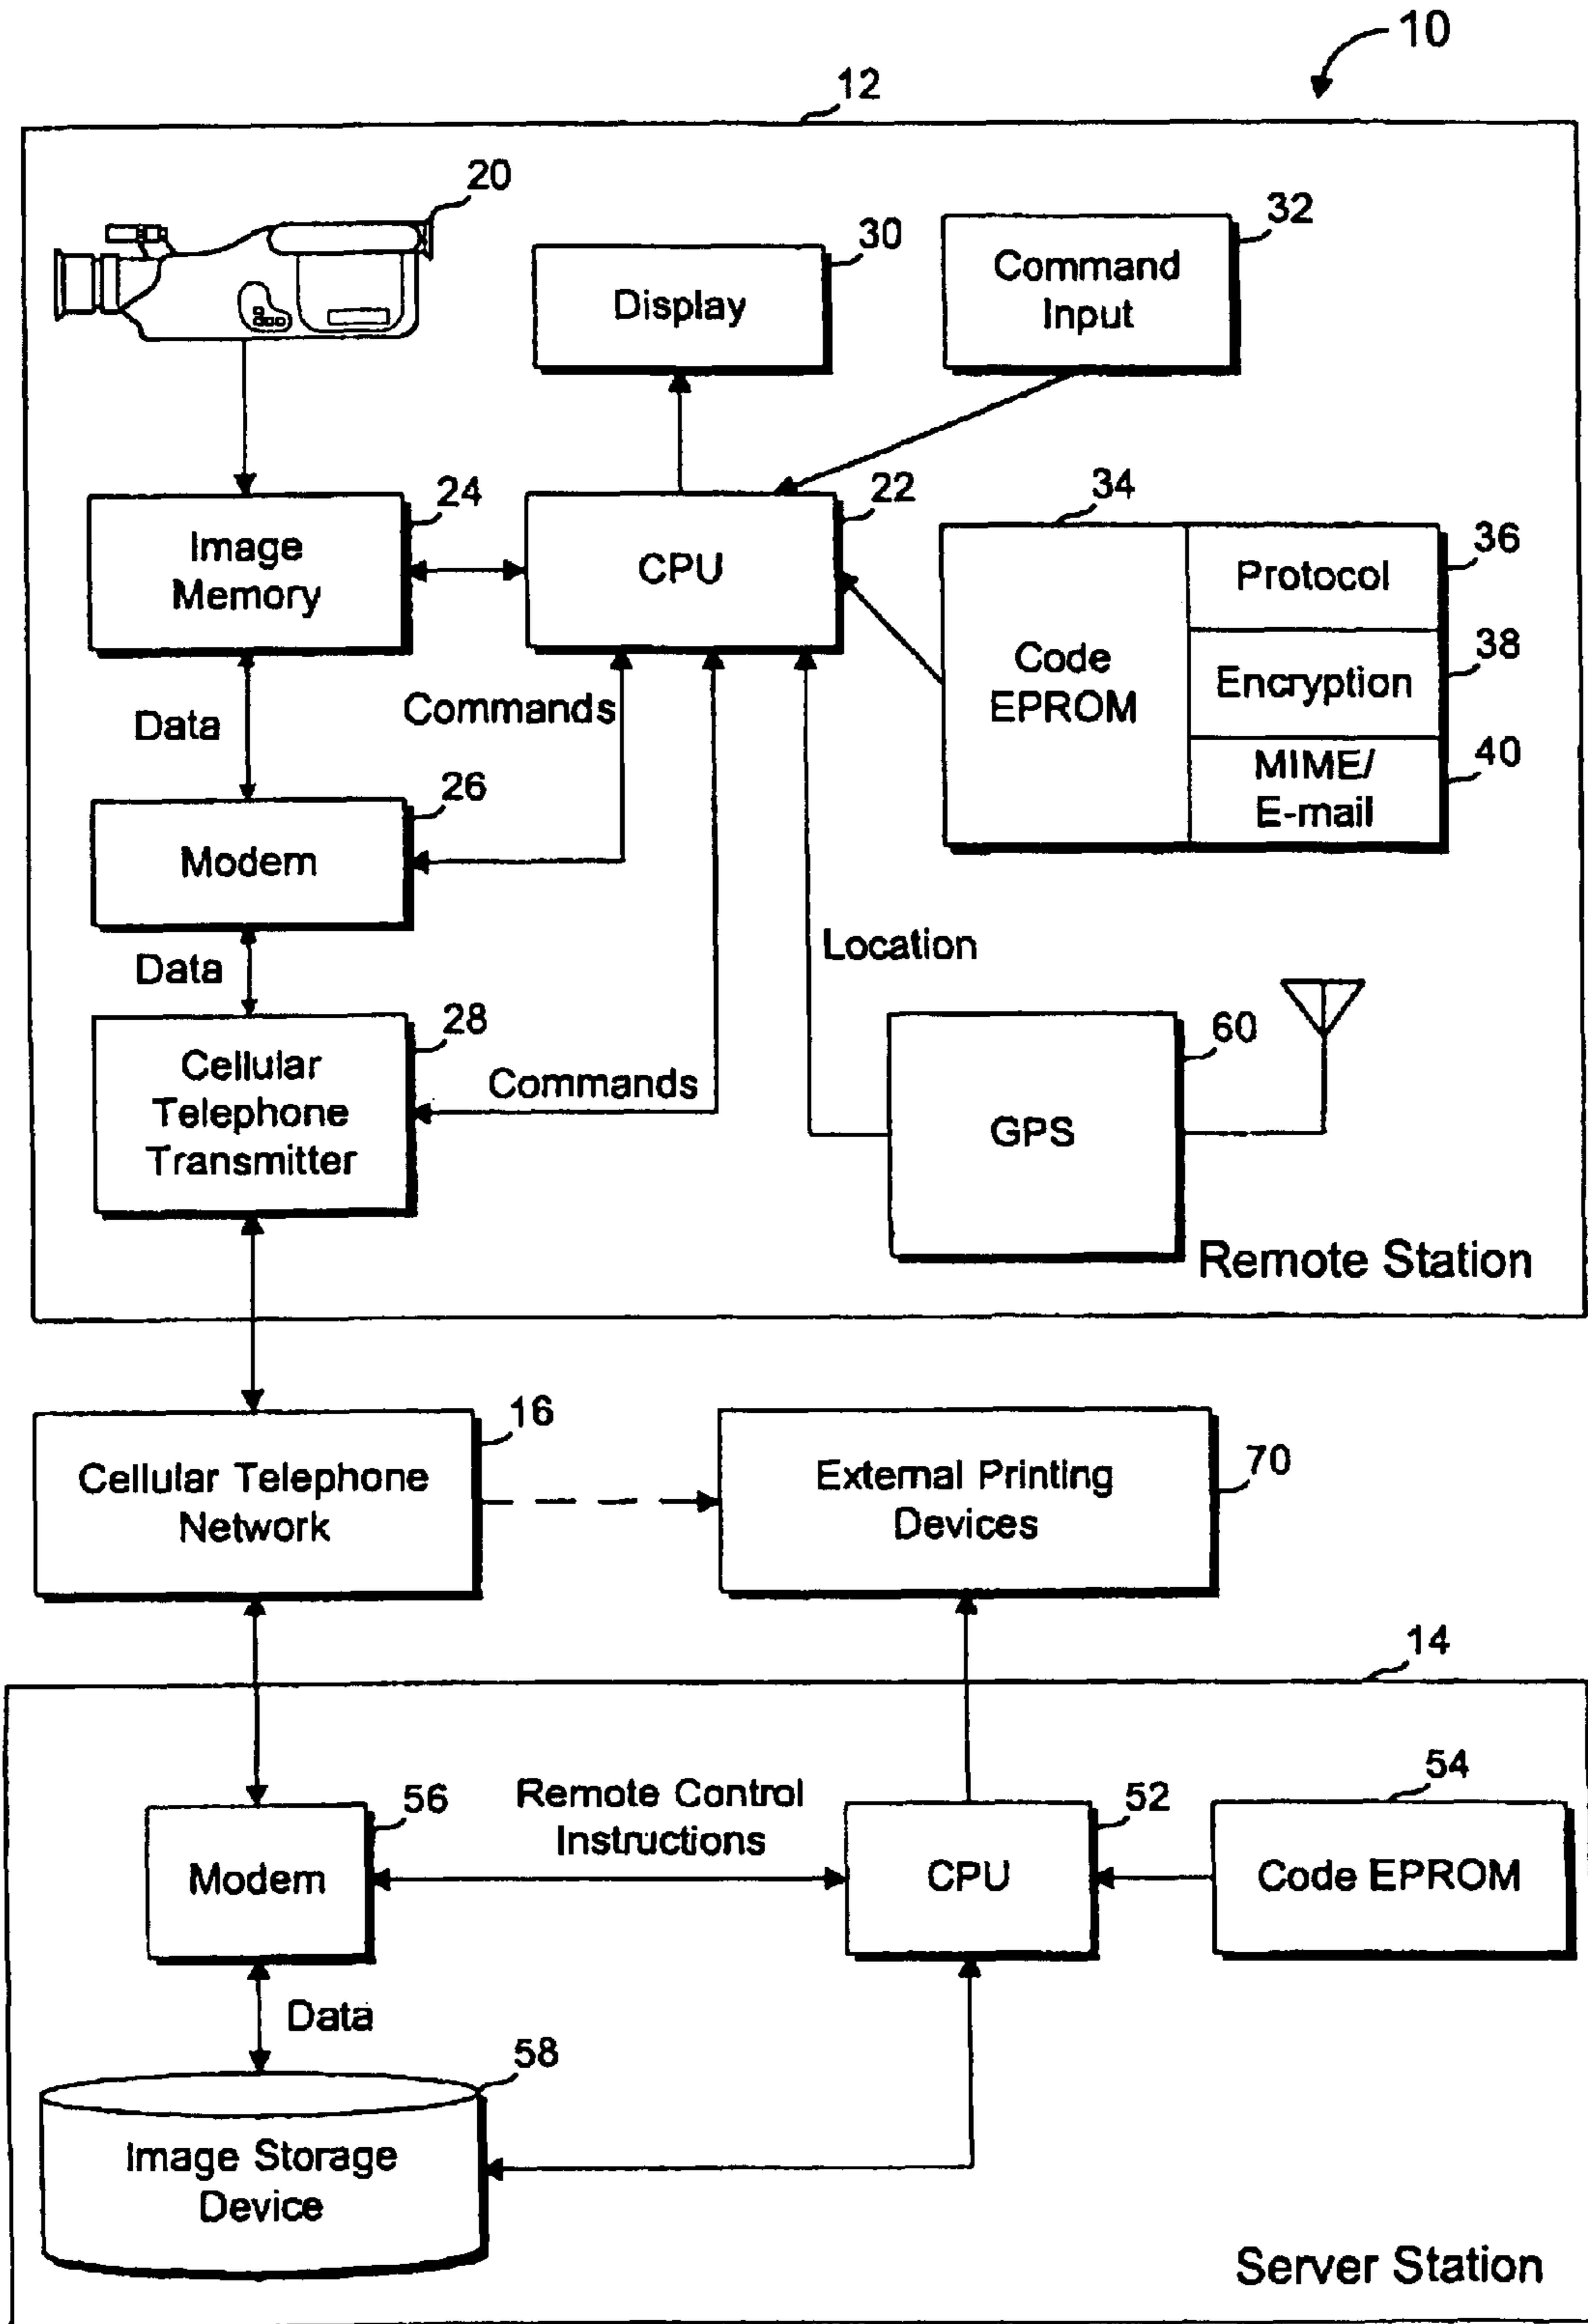 10
12
20
30
Display
32
Command
Input
24
Image
Memory
22
CPU
34
Code
EPROM
36
Protocol
38
Encryption
40
MIME/
E-mail
Data
Commands
26
Modem
Data
Location
28
Cellular
Telephone
Transmitter
Commands
60
GPS
Remote Station
16
Cellular Telephone
Network
External Printing
Devices
70
14
56
Modem
Remote Control
Instructions
52
CPU
54
Code EPROM
Data
58
Image Storage
Device
Server Station